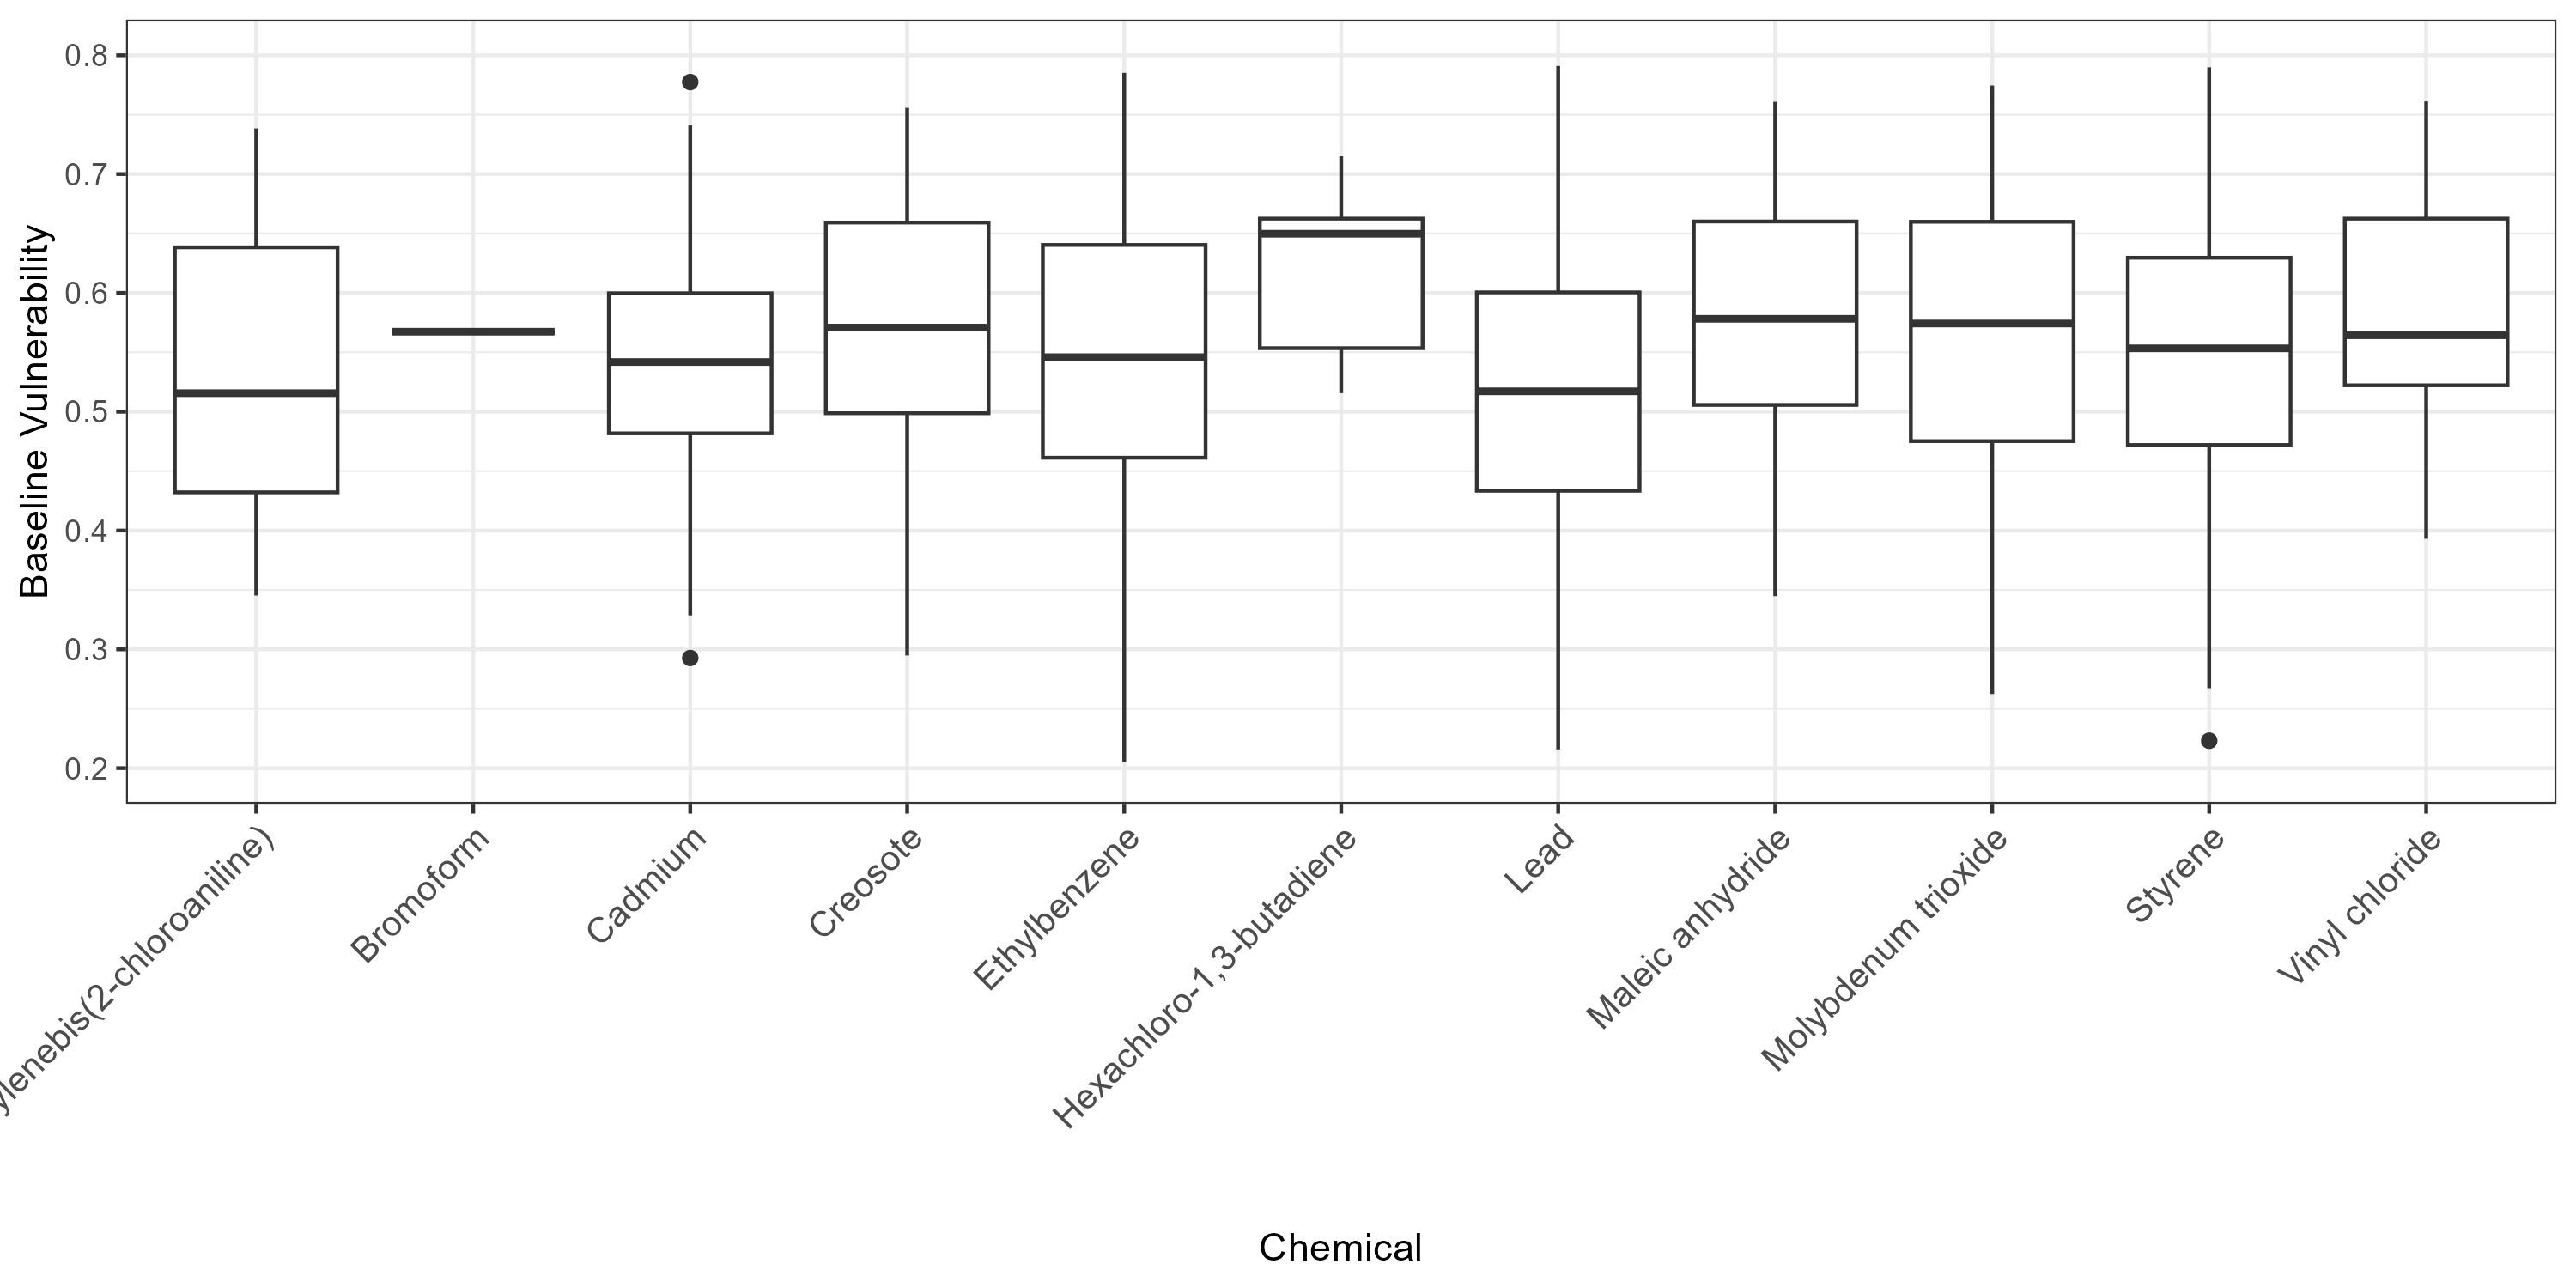 Baseline Vulnerability
0.8
0.7
0.6
0.5
0.4
0.3
0.2
ylenebis(2-chloroaniline)
Bromoform
Cadmium
Creosote
Ethylbenzene
Hexachloro-1,3-butadiene
Lead
Maleic anhydride
Molybdenum trioxide
Styrene
Vinyl chloride
Chemical